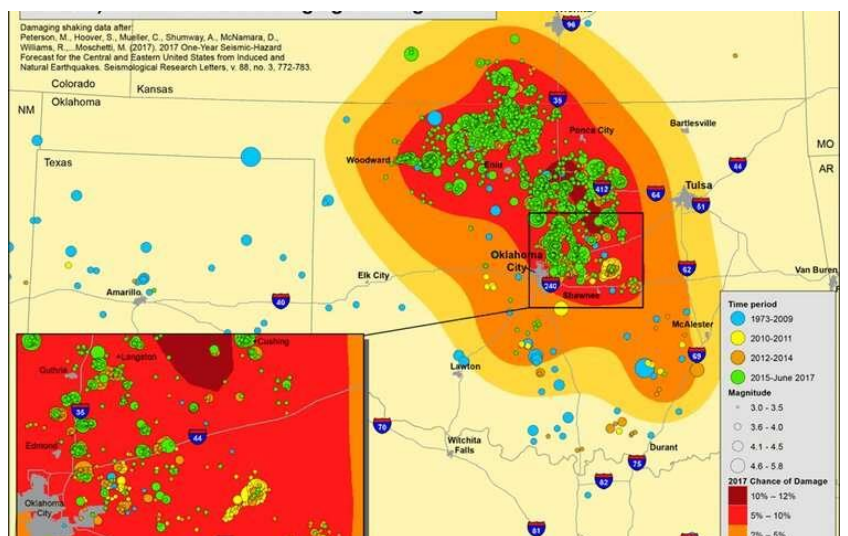 Damaging shaking data after
Peterson, M., Hoover, S., Mueller, C., Shumway, A., McNamara, D.,
Williams, R.,...Moschetti, M. (2017). 2017 One-Year Seismic-Hazard
Forecast for the Central and Eastern United States from Induced and
Natural Earthquakes. Seismological Research Letters, v. 88, no. 3, 772-783.
96
Colorado
Kansas
NM
Oklahoma
35
Ponca City
Bartlesville
MO
AR
Texas
Woodward
Enid
44
412
64
Tulsa
51
Oklahoma
City
240
Shawnee
62
Van Buren
Elk City
Amarillo
40
McAlester
69
Lawton
70
Witchita
Falls
Durant
75
82
81
Time period
1973-2009
2010-2011
2012-2014
2015-June 2017
Magnitude
3.0 - 3.5
3.6 - 4.0
4.1 - 4.5
4.6 - 5.8
2017 Chance of Damage
10% – 12%
5% – 10%
2% – 5%
Cushing
Langston
Guthrie
35
44
Edmond
Oklahoma
City